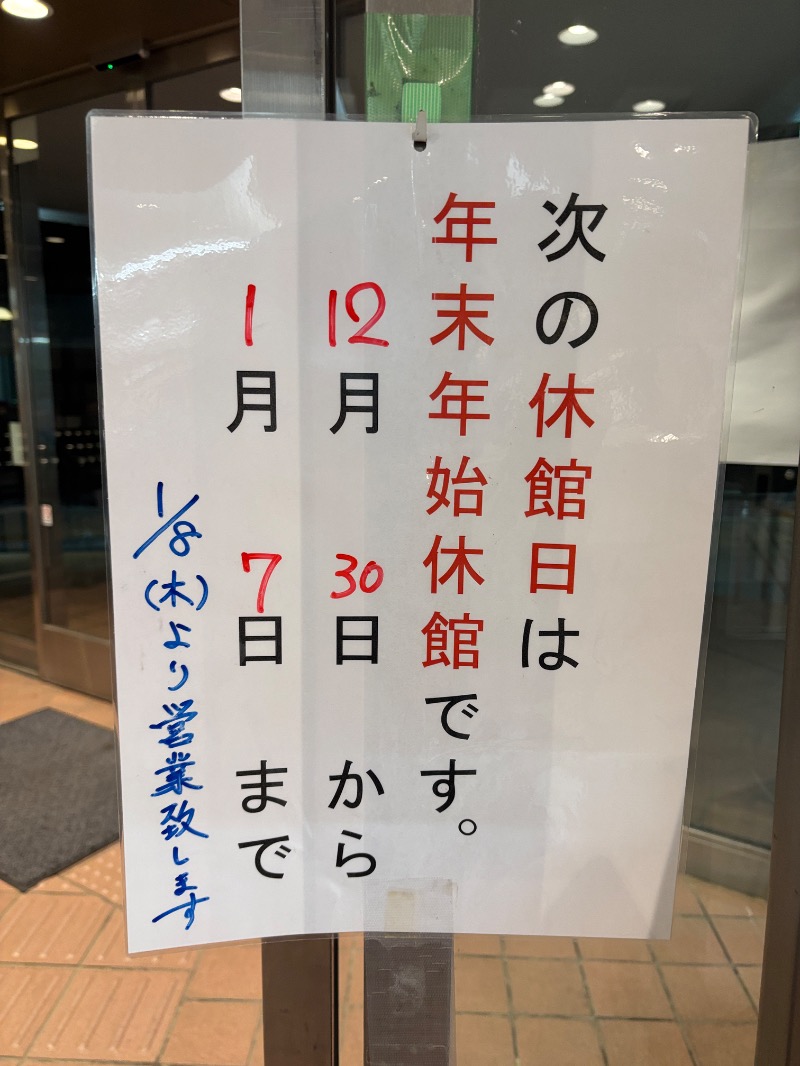 次の休館日は
年末年始休館です。
12月30日から
1月7日まで
1/8(木)より営業致します